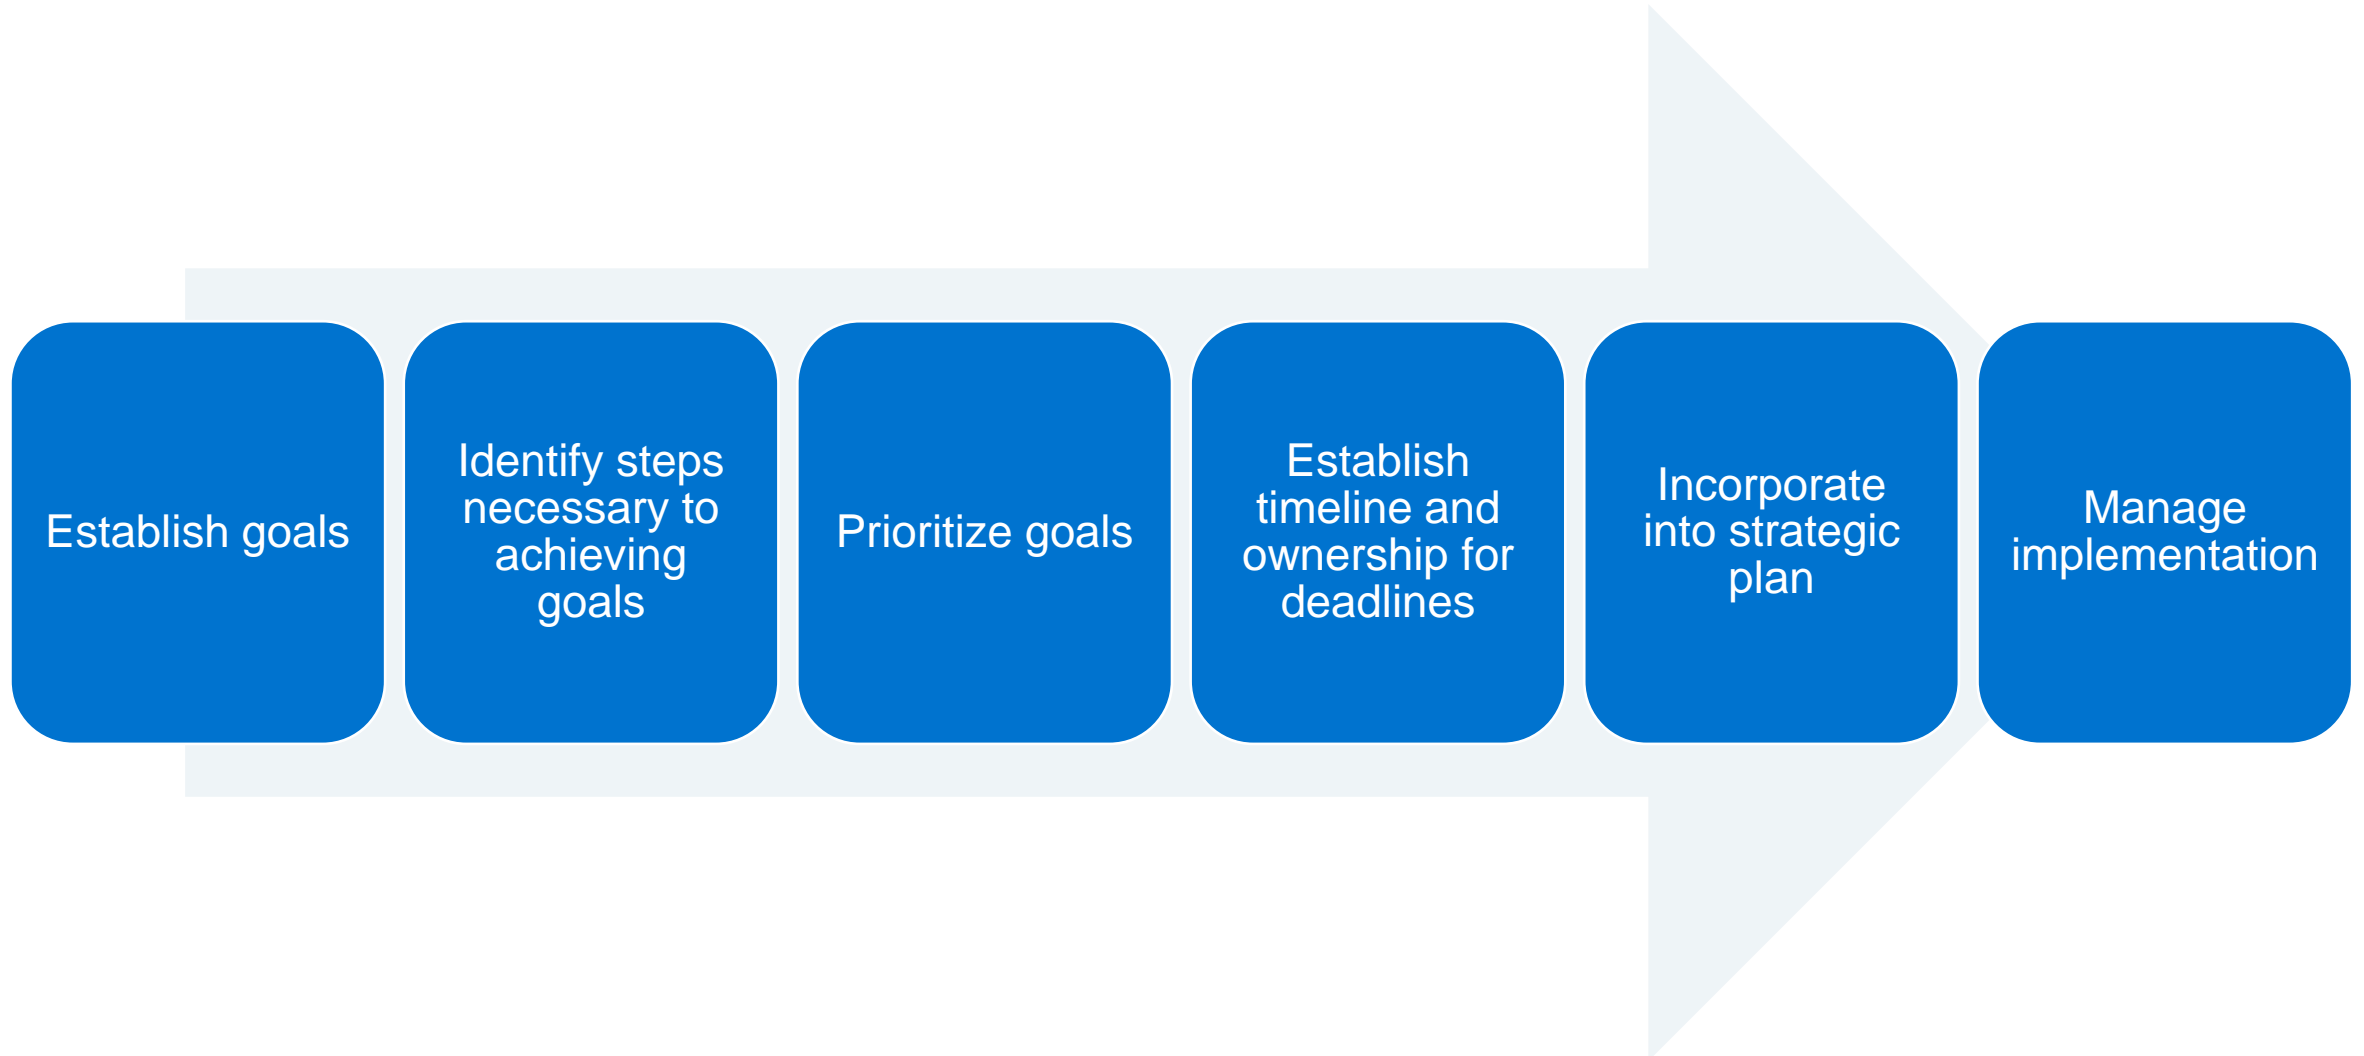 Establish goals
Identify steps
necessary to
achieving
goals
Prioritize goals
Establish
timeline and
ownership for
deadlines
Incorporate
into strategic
plan
Manage
implementation